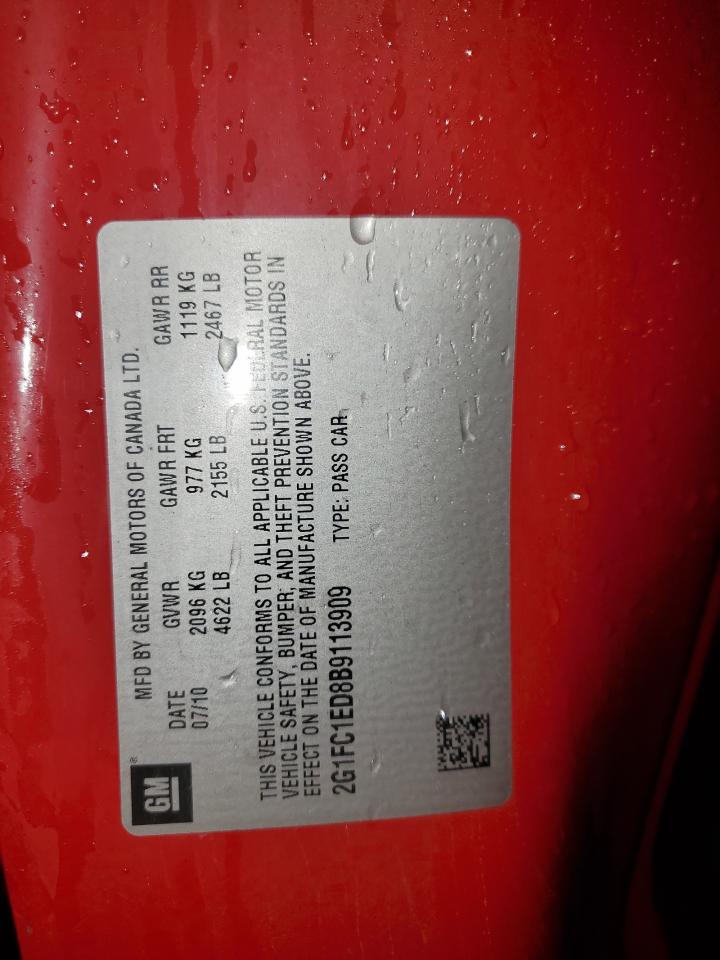 GM®
MFD BY GENERAL MOTORS OF CANADA LTD.
DATE GVWR GAWR FRT GAWR RR
07/10 2096 KG 977 KG 1119 KG
4622 LB 2155 LB 2467 LB
THIS VEHICLE CONFORMS TO ALL APPLICABLE U.S. FEDERAL MOTOR
VEHICLE SAFETY, BUMPER, AND THEFT PREVENTION STANDARDS IN
EFFECT ON THE DATE OF MANUFACTURE SHOWN ABOVE.
2G1FC1ED8B9113909 TYPE: PASS CAR